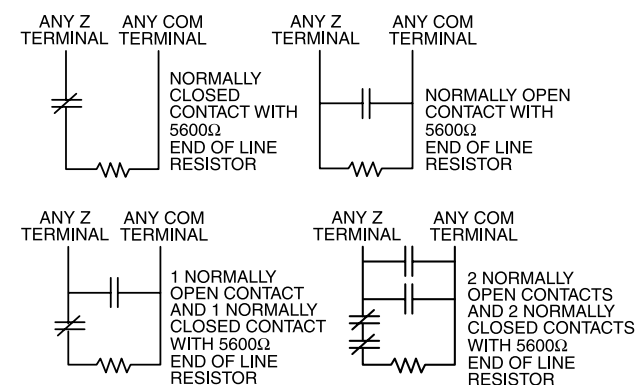 ANY Z ANY COM
TERMINAL TERMINAL
NORMALLY
CLOSED
CONTACT WITH
5600Ω
END OF LINE
RESISTOR
ANY Z ANY COM
TERMINAL TERMINAL
NORMALLY OPEN
CONTACT WITH
5600Ω
END OF LINE
RESISTOR
ANY Z ANY COM
TERMINAL TERMINAL
1 NORMALLY
OPEN CONTACT
AND 1 NORMALLY
CLOSED CONTACT
WITH 5600Ω
END OF LINE
RESISTOR
ANY Z ANY COM
TERMINAL TERMINAL
2 NORMALLY
OPEN CONTACTS
AND 2 NORMALLY
CLOSED CONTACTS
WITH 5600Ω
END OF LINE
RESISTOR